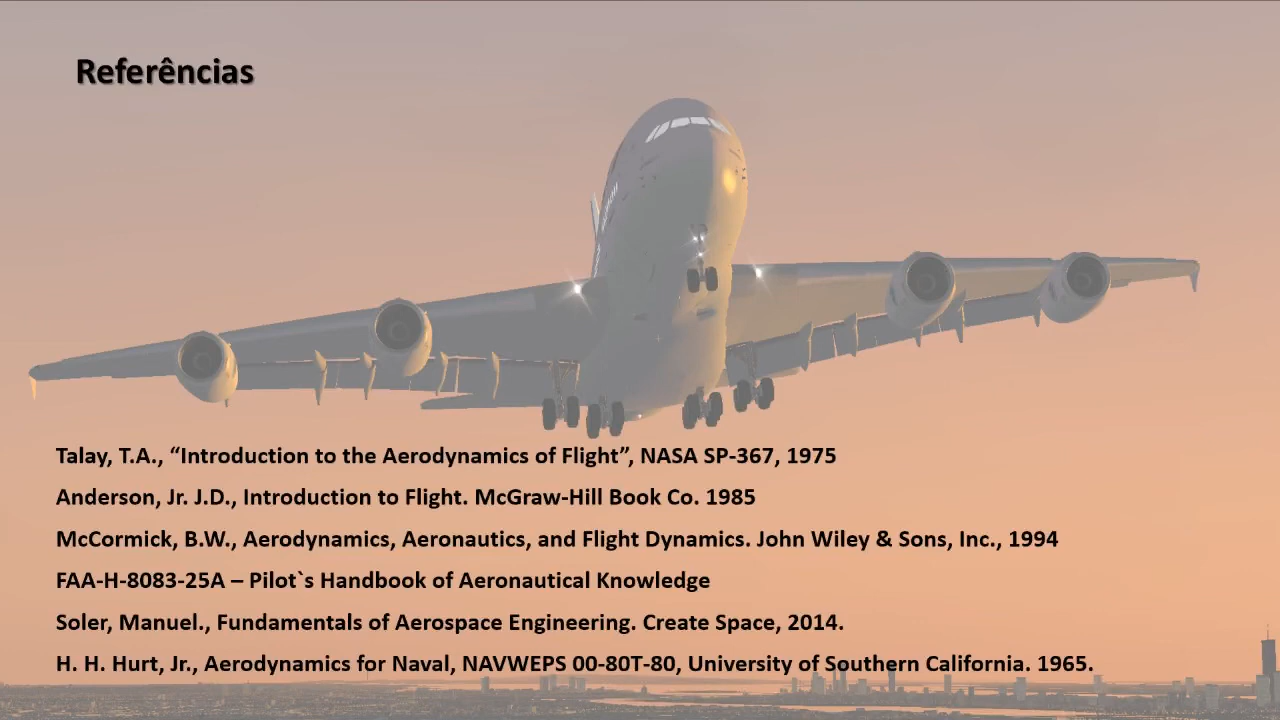 Referências
Talay, T.A., “Introduction to the Aerodynamics of Flight”, NASA SP-367, 1975
Anderson, Jr. J.D., Introduction to Flight. McGraw-Hill Book Co. 1985
McCormick, B.W., Aerodynamics, Aeronautics, and Flight Dynamics. John Wiley & Sons, Inc., 1994
FAA-H-8083-25A – Pilot`s Handbook of Aeronautical Knowledge
Soler, Manuel., Fundamentals of Aerospace Engineering. Create Space, 2014.
H. H. Hurt, Jr., Aerodynamics for Naval, NAVWEPS 00-80T-80, University of Southern California. 1965.